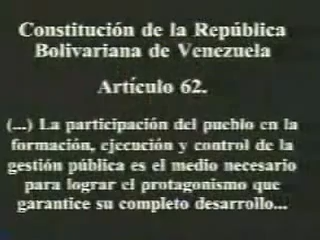 Constitución de la República
Bolivariana de Venezuela
Artículo 62.
(...) La participación del pueblo en la
formación, ejecución y control de la
gestión pública es el medio necesario
para lograr el protagonismo que
garantice su completo desarrollo...